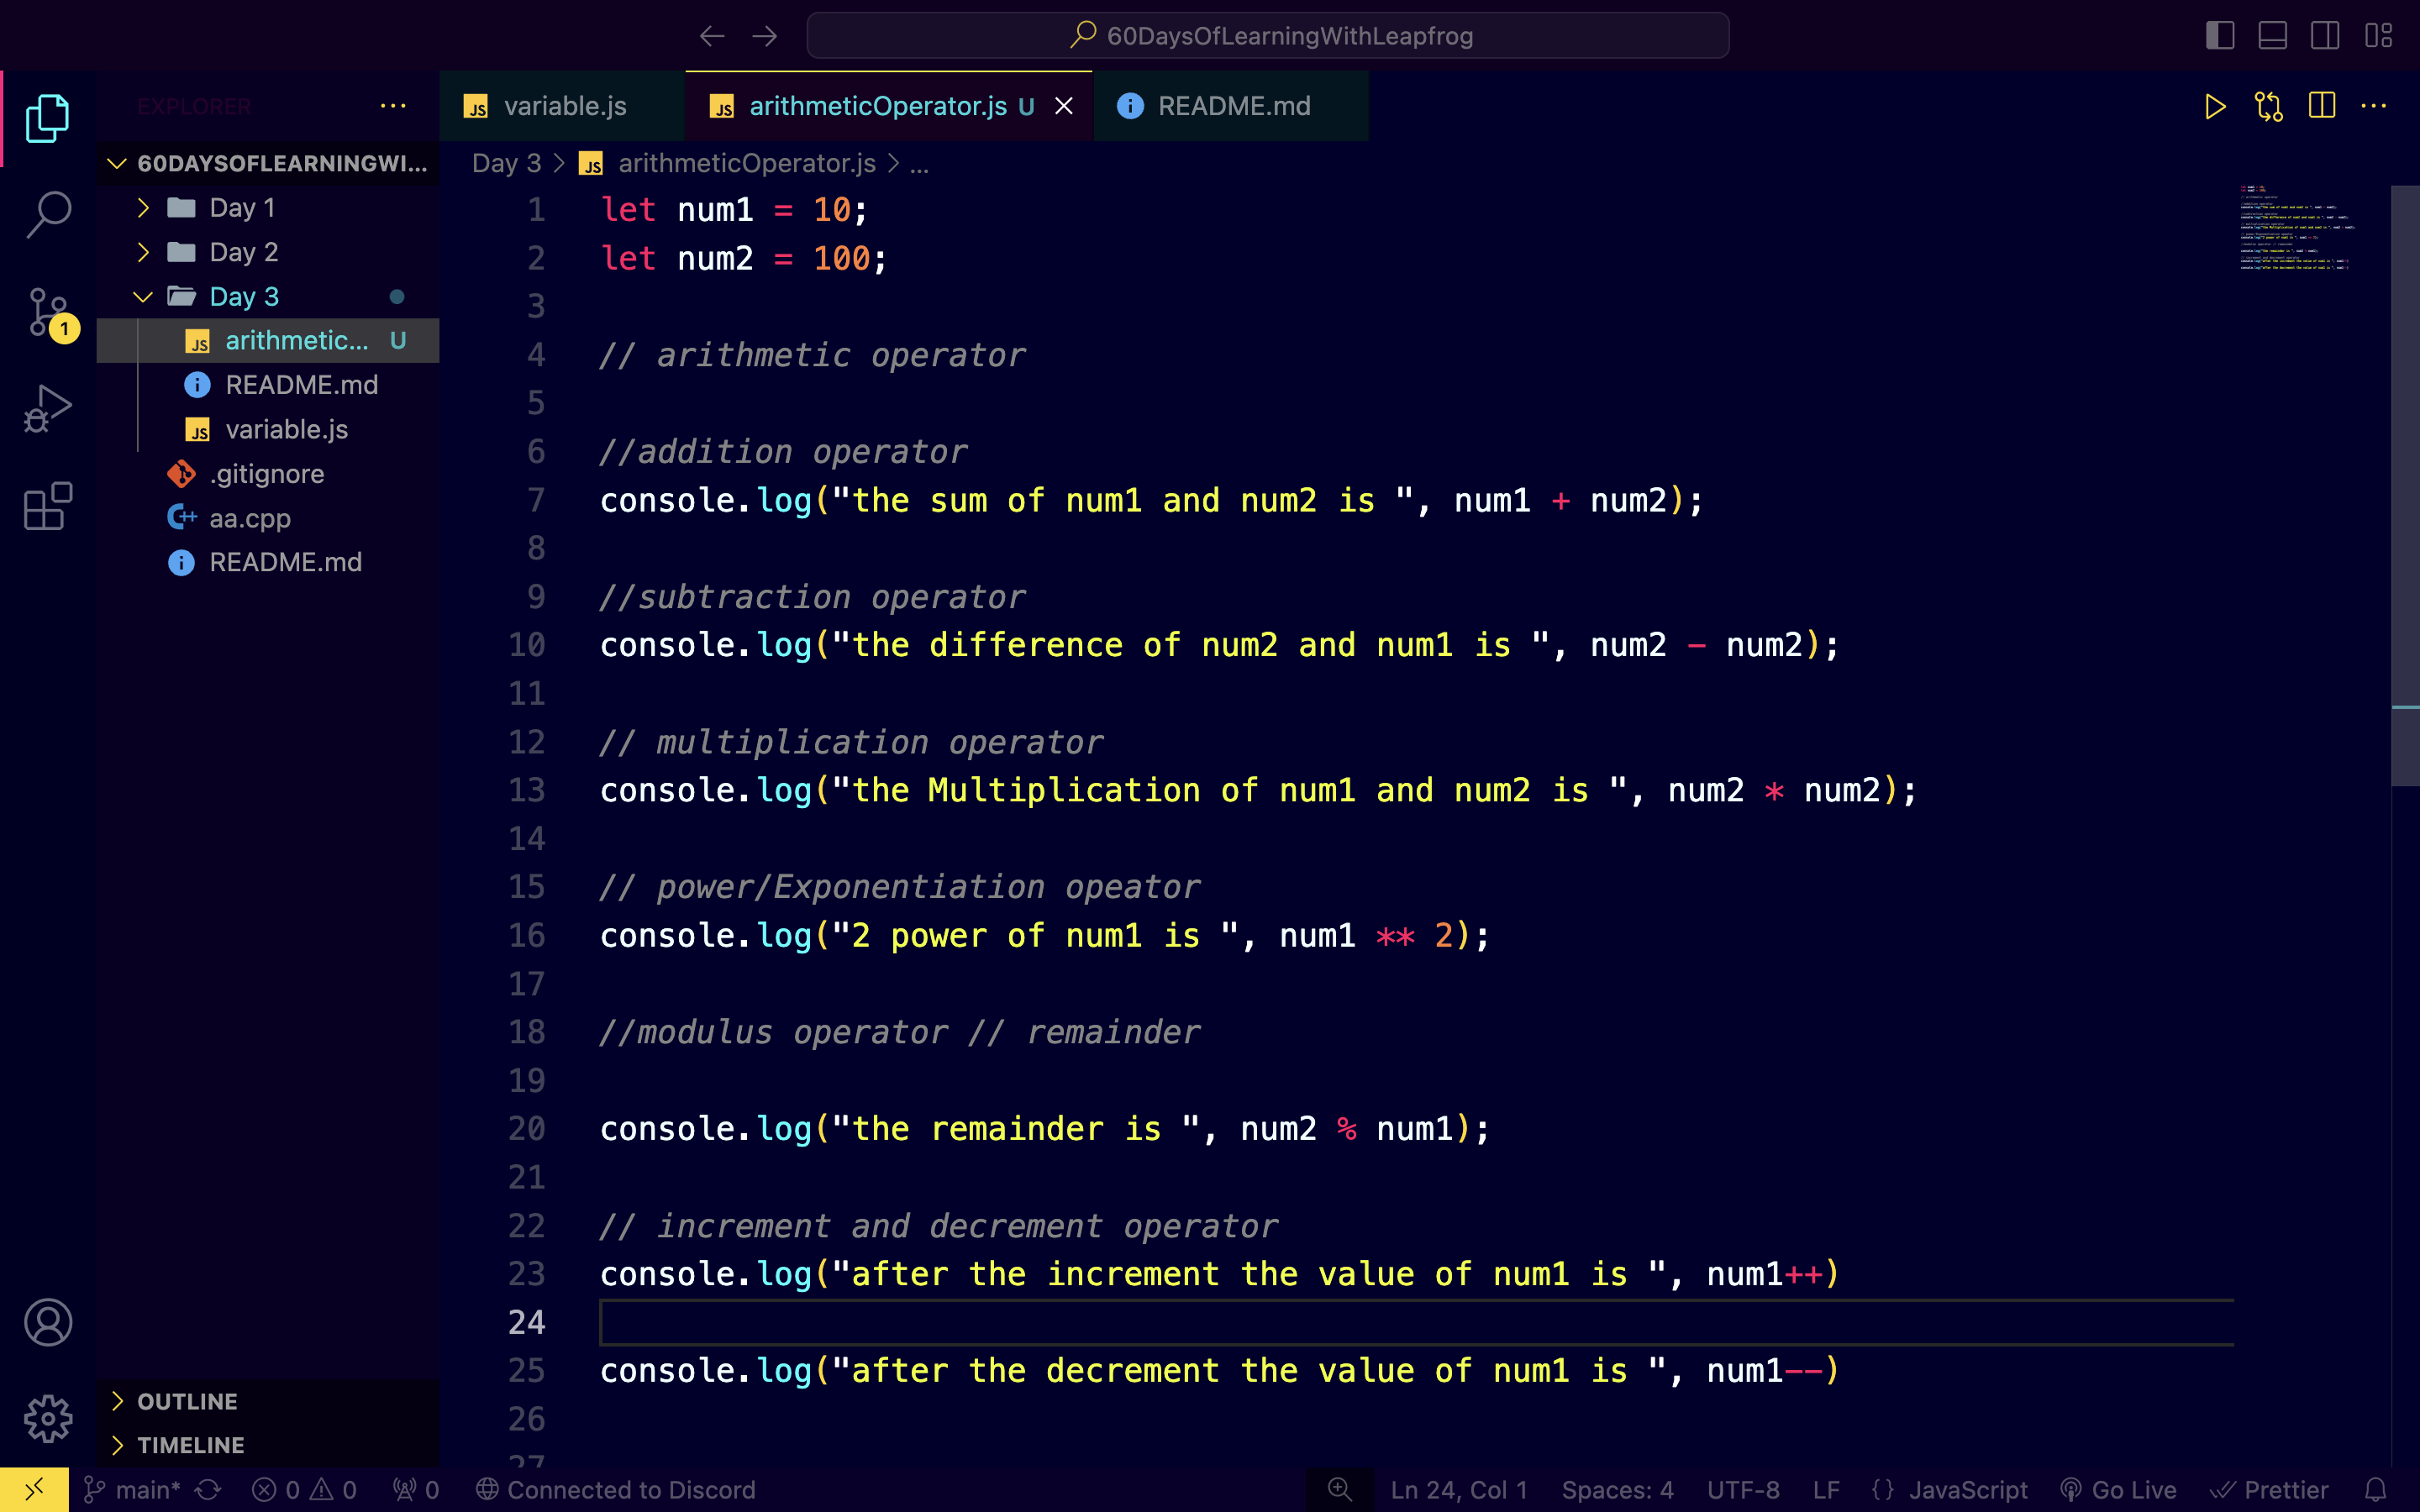 60DaysOfLearningWithLeapfrog
EXPLORER
JS variable.js
JS arithmeticOperator.js U
README.md
60DAYSOFLEARNINGWI...
Day 1
Day 2
Day 3
JS arithmetic... U
README.md
JS variable.js
.gitignore
C++ aa.cpp
README.md
OUTLINE
TIMELINE
1
Day 3 > JS arithmeticOperator.js > ...
1 let num1 = 10;
2 let num2 = 100;
3
4 // arithmetic operator
5
6 //addition operator
7 console.log("the sum of num1 and num2 is ", num1 + num2);
8
9 //subtraction operator
10 console.log("the difference of num2 and num1 is ", num2 - num2);
11
12 // multiplication operator
13 console.log("the Multiplication of num1 and num2 is ", num2 * num2);
14
15 // power/Exponentiation opeator
16 console.log("2 power of num1 is ", num1 ** 2);
17
18 //modulus operator // remainder
19
20 console.log("the remainder is ", num2 % num1);
21
22 // increment and decrement operator
23 console.log("after the increment the value of num1 is ", num1++)
24
25 console.log("after the decrement the value of num1 is ", num1--)
26
27
main* 0 0 0 Connected to Discord Ln 24, Col 1 Spaces: 4 UTF-8 LF {} JavaScript Go Live Prettier